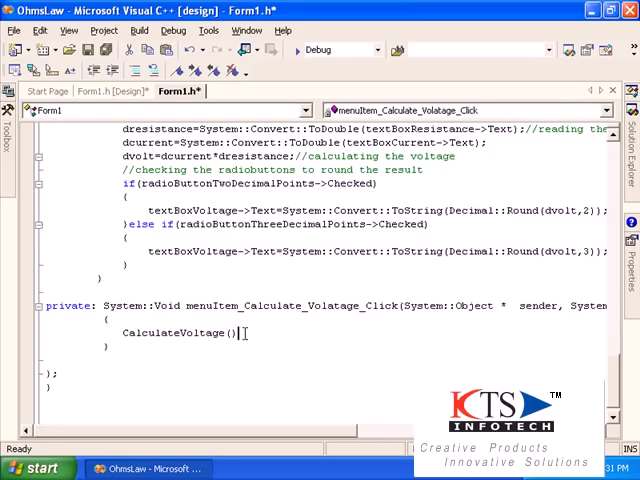 OhmsLaw - Microsoft Visual C++ [design] - Form1.h*
File Edit View Project Build Debug Tools Window Help
Debug
Start Page Form1.h [Design]* Form1.h*
Form1 menuItem_Calculate_Volatage_Click
Toolbox
dresistance=System::Convert::ToDouble(textBoxResistance->Text);//reading the
dcurrent=System::Convert::ToDouble(textBoxCurrent->Text);
dvolt=dcurrent*dresistance;//calculating the voltage
//checking the radiobuttons to round the result
if(radioButtonTwoDecimalPoints->Checked)
{
textBoxVoltage->Text=System::Convert::ToString(Decimal::Round(dvolt,2));
}else if(radioButtonThreeDecimalPoints->Checked)
{
textBoxVoltage->Text=System::Convert::ToString(Decimal::Round(dvolt,3));
}
}
private: System::Void menuItem_Calculate_Volatage_Click(System::Object * sender, System
{
CalculateVoltage()
}
};
}
Solution Explorer
Properties
KTS TM
INFOTECH
Creative Products
Innovative Solutions
Ready INS
start OhmsLaw - Microsoft ... :31 PM